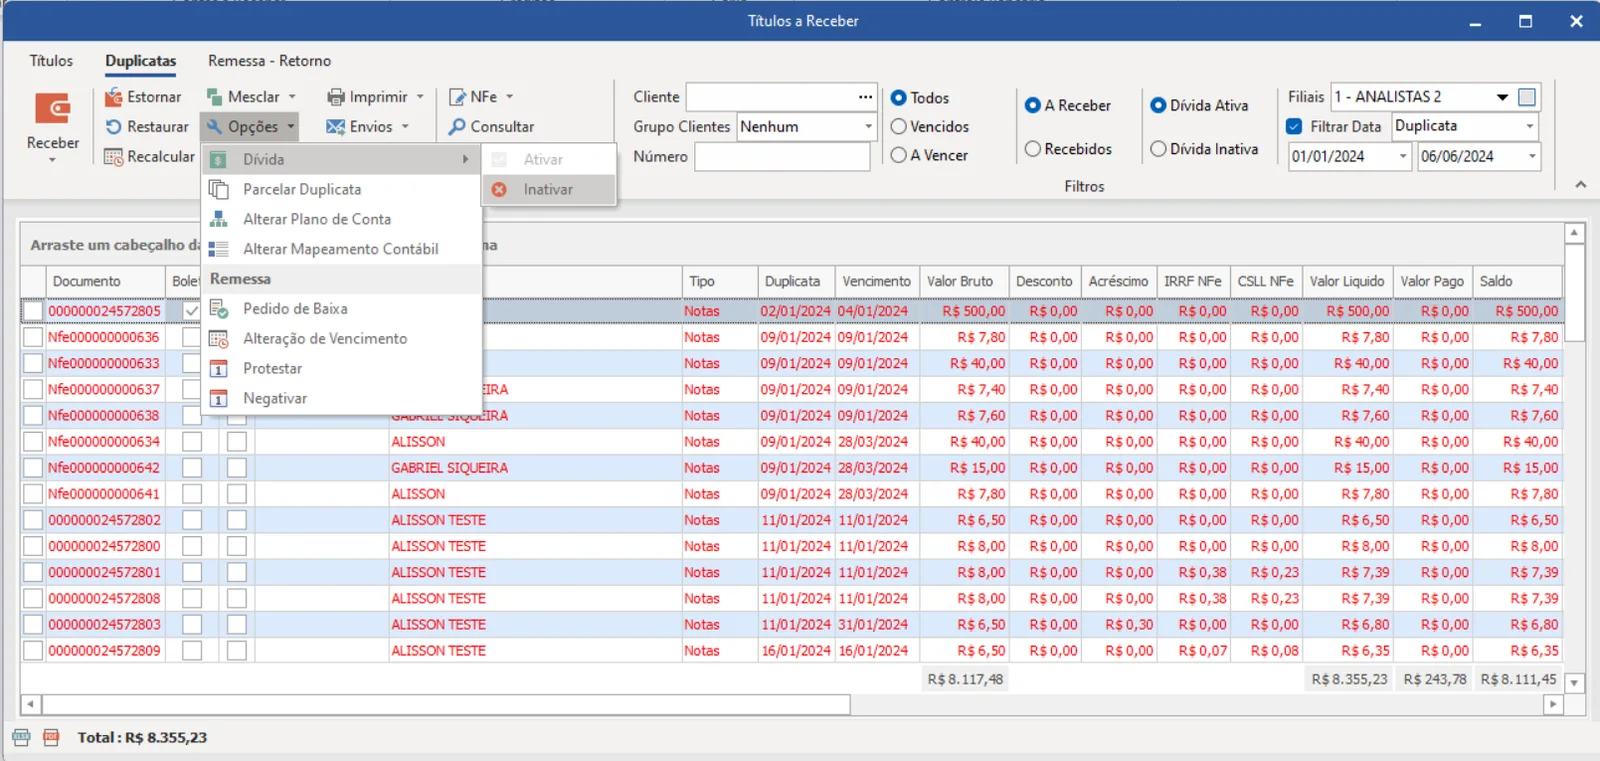 Títulos a Receber
Títulos Duplicatas Remessa - Retorno
Receber
Estornar Mesclar Imprimir NFe
Restaurar Opções Envios Consultar
Recalcular
Cliente ...
Grupo Clientes Nenhum
Número
Todos
Vencidos
A Vencer
A Receber
Recebidos
Dívida Ativa
Dívida Inativa
Filiais 1 - ANALISTAS 2
Filtrar Data Duplicata
01/01/2024 06/06/2024
Filtros
Dívida
Parcelar Duplicata
Alterar Plano de Conta
Alterar Mapeamento Contábil
Remessa
Pedido de Baixa
Alteração de Vencimento
Protestar
Negativar
Ativar
Inativar
Arraste um cabeçalho na
Documento Tipo Duplicata Vencimento Valor Bruto Desconto Acréscimo IRRF NFe CSLL NFe Valor Liquido Valor Pago Saldo
000000024572805 Notas 02/01/2024 04/01/2024 R$ 500,00 R$ 0,00 R$ 0,00 R$ 0,00 R$ 0,00 R$ 500,00 R$ 0,00 R$ 500,00
Nfe000000000636 Notas 09/01/2024 09/01/2024 R$ 7,80 R$ 0,00 R$ 0,00 R$ 0,00 R$ 0,00 R$ 7,80 R$ 0,00 R$ 7,80
Nfe000000000633 Notas 09/01/2024 09/01/2024 R$ 40,00 R$ 0,00 R$ 0,00 R$ 0,00 R$ 0,00 R$ 40,00 R$ 0,00 R$ 40,00
Nfe000000000637 EIRA Notas 09/01/2024 09/01/2024 R$ 7,40 R$ 0,00 R$ 0,00 R$ 0,00 R$ 0,00 R$ 7,40 R$ 0,00 R$ 7,40
Nfe000000000638 GABRIEL SIQUEIRA Notas 09/01/2024 09/01/2024 R$ 7,60 R$ 0,00 R$ 0,00 R$ 0,00 R$ 0,00 R$ 7,60 R$ 0,00 R$ 7,60
Nfe000000000634 ALISSON Notas 09/01/2024 28/03/2024 R$ 40,00 R$ 0,00 R$ 0,00 R$ 0,00 R$ 0,00 R$ 40,00 R$ 0,00 R$ 40,00
Nfe000000000642 GABRIEL SIQUEIRA Notas 09/01/2024 28/03/2024 R$ 15,00 R$ 0,00 R$ 0,00 R$ 0,00 R$ 0,00 R$ 15,00 R$ 0,00 R$ 15,00
Nfe000000000641 ALISSON Notas 09/01/2024 28/03/2024 R$ 7,80 R$ 0,00 R$ 0,00 R$ 0,00 R$ 0,00 R$ 7,80 R$ 0,00 R$ 7,80
000000024572802 ALISSON TESTE Notas 11/01/2024 11/01/2024 R$ 6,50 R$ 0,00 R$ 0,00 R$ 0,00 R$ 0,00 R$ 6,50 R$ 0,00 R$ 6,50
000000024572800 ALISSON TESTE Notas 11/01/2024 11/01/2024 R$ 8,00 R$ 0,00 R$ 0,00 R$ 0,00 R$ 0,00 R$ 8,00 R$ 0,00 R$ 8,00
000000024572801 ALISSON TESTE Notas 11/01/2024 11/01/2024 R$ 8,00 R$ 0,00 R$ 0,00 R$ 0,38 R$ 0,23 R$ 7,39 R$ 0,00 R$ 7,39
000000024572808 ALISSON TESTE Notas 11/01/2024 11/01/2024 R$ 8,00 R$ 0,00 R$ 0,00 R$ 0,38 R$ 0,23 R$ 7,39 R$ 0,00 R$ 7,39
000000024572803 ALISSON TESTE Notas 11/01/2024 31/01/2024 R$ 6,50 R$ 0,00 R$ 0,30 R$ 0,00 R$ 0,00 R$ 6,80 R$ 0,00 R$ 6,80
000000024572809 ALISSON TESTE Notas 16/01/2024 16/01/2024 R$ 6,50 R$ 0,00 R$ 0,00 R$ 0,07 R$ 0,08 R$ 6,35 R$ 0,00 R$ 6,35
R$ 8.117,48 R$ 8.355,23 R$ 243,78 R$ 8.111,45
Total : R$ 8.355,23